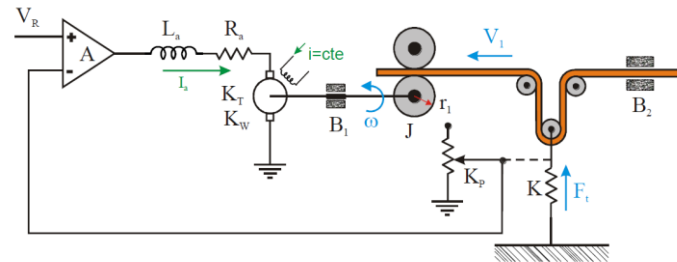 V_R
+
-
A
L_a
R_a
I_a
i=cte
K_T
K_W
B_1
ω
J
r_1
V_1
B_2
K_P
K
F_t